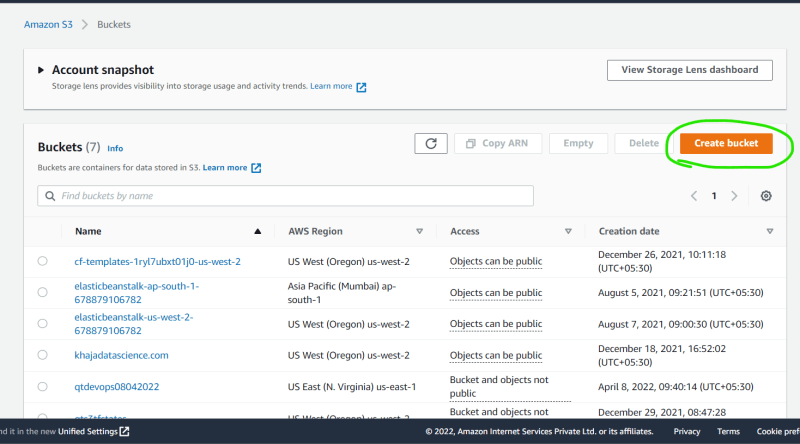 Amazon S3 > Buckets
Account snapshot
Storage lens provides visibility into storage usage and activity trends. Learn more
View Storage Lens dashboard
Buckets (7) Info
Copy ARN
Empty
Delete
Create bucket
Buckets are containers for data stored in S3. Learn more
Find buckets by name
1
Name AWS Region Access Creation date
cf-templates-1ryl7ubxt01j0-us-west-2 US West (Oregon) us-west-2 Objects can be public December 26, 2021, 10:11:18
(UTC+05:30)
elasticbeanstalk-ap-south-1- Asia Pacific (Mumbai) ap- Objects can be public August 5, 2021, 09:21:51 (UTC+05:30)
678879106782 south-1
elasticbeanstalk-us-west-2- US West (Oregon) us-west-2 Objects can be public August 7, 2021, 09:00:30 (UTC+05:30)
678879106782
khajadatascience.com US West (Oregon) us-west-2 Objects can be public December 18, 2021, 16:52:02
(UTC+05:30)
qtdevops08042022 US East (N. Virginia) us-east-1 Bucket and objects not April 8, 2022, 09:40:14 (UTC+05:30)
public
qts3tfstates US West (Oregon) us-west-2 Bucket and objects not December 29, 2021, 08:47:28
nd it in the new Unified Settings © 2022, Amazon Internet Services Private Ltd. or its affiliates. Privacy Terms Cookie pref